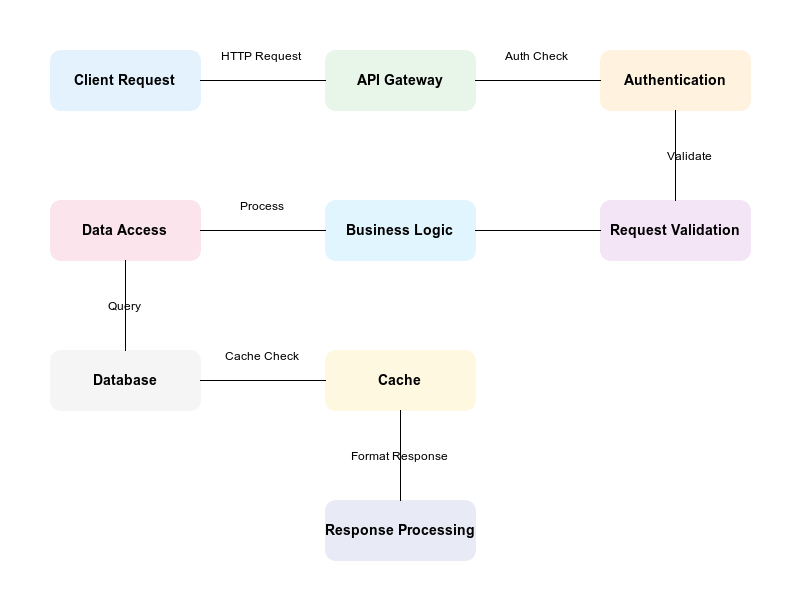 HTTP Request
Auth Check
Client Request
API Gateway
Authentication
Validate
Process
Data Access
Business Logic
Request Validation
Query
Cache Check
Database
Cache
Format Response
Response Processing